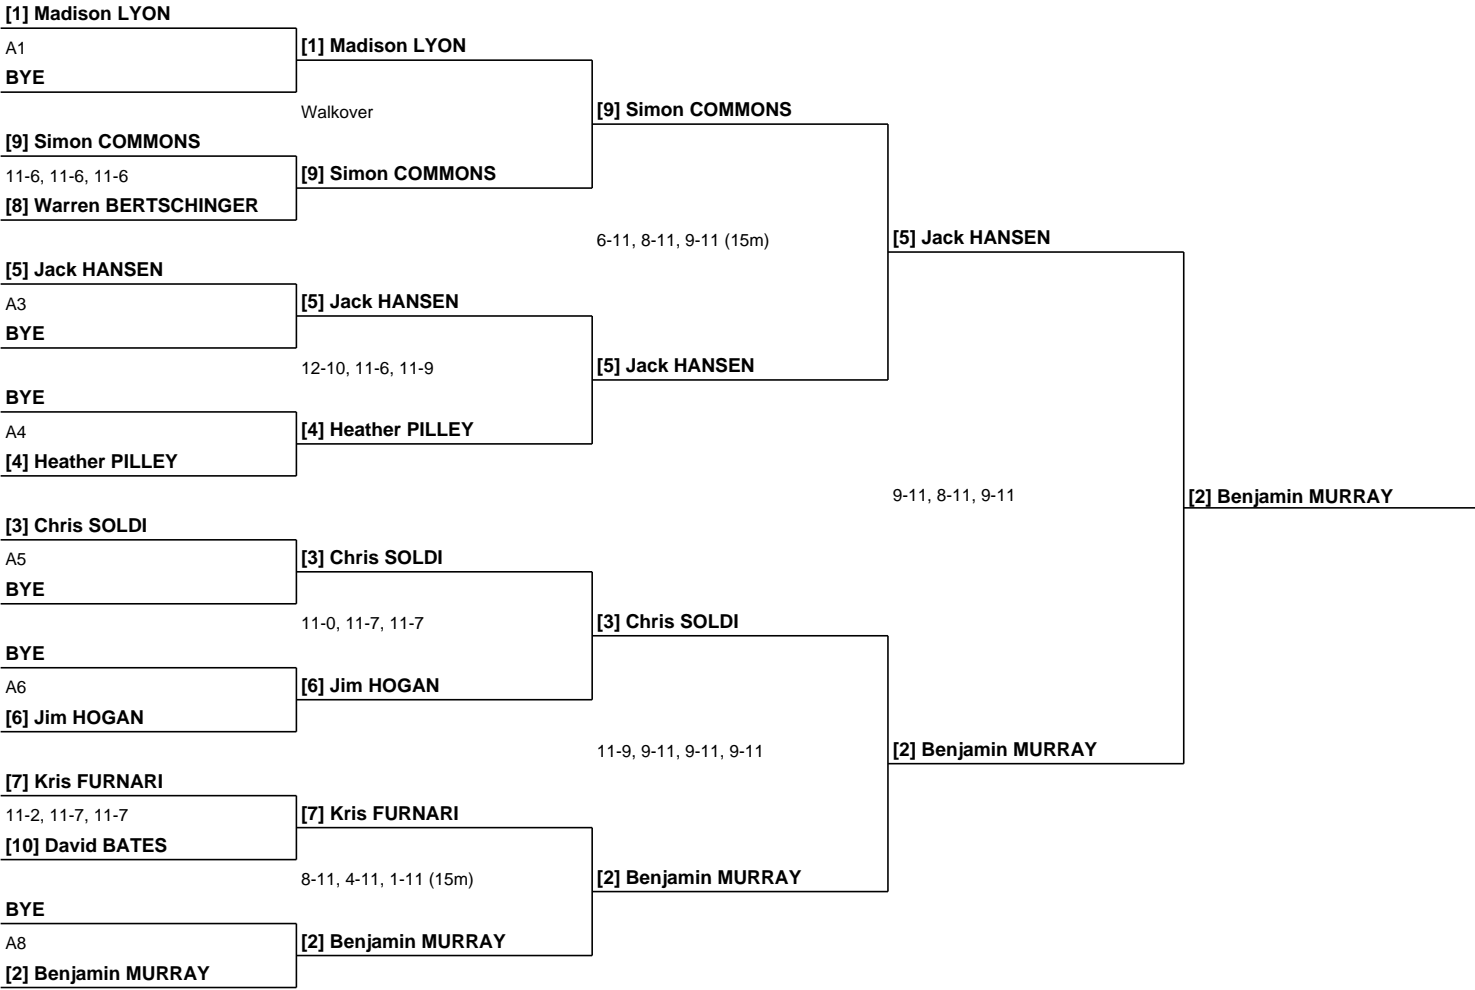 [1] Madison LYON
A1
BYE
[9] Simon COMMONS
11-6, 11-6, 11-6
[8] Warren BERTSCHINGER
[5] Jack HANSEN
A3
BYE
BYE
A4
[4] Heather PILLEY
[3] Chris SOLDI
A5
BYE
BYE
A6
[6] Jim HOGAN
[7] Kris FURNARI
11-2, 11-7, 11-7
[10] David BATES
BYE
A8
[2] Benjamin MURRAY
[1] Madison LYON
Walkover
[9] Simon COMMONS
[5] Jack HANSEN
12-10, 11-6, 11-9
[4] Heather PILLEY
[3] Chris SOLDI
11-0, 11-7, 11-7
[6] Jim HOGAN
[7] Kris FURNARI
8-11, 4-11, 1-11 (15m)
[2] Benjamin MURRAY
[9] Simon COMMONS
6-11, 8-11, 9-11 (15m)
[5] Jack HANSEN
[3] Chris SOLDI
11-9, 9-11, 9-11, 9-11
[2] Benjamin MURRAY
[5] Jack HANSEN
9-11, 8-11, 9-11
[2] Benjamin MURRAY
[2] Benjamin MURRAY